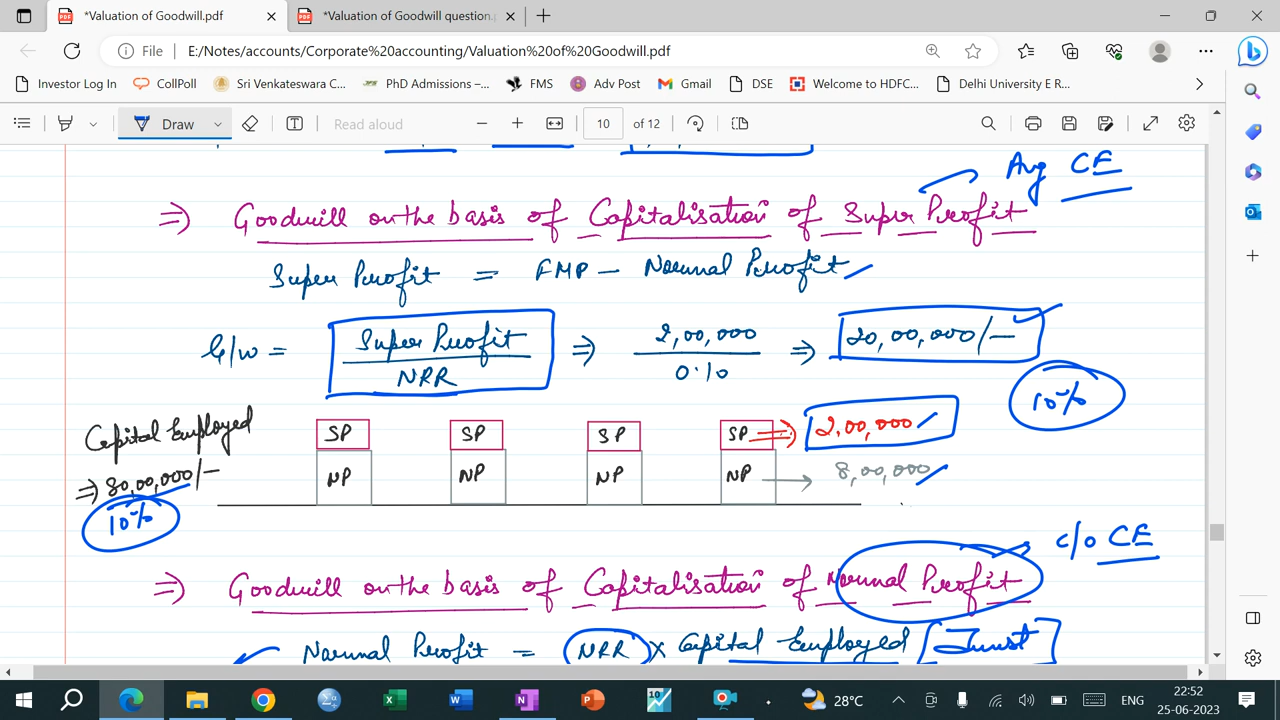 *Valuation of Goodwill.pdf
*Valuation of Goodwill question.
File E:/Notes/accounts/Corporate%20accounting/Valuation%20of%20Goodwill.pdf
Investor Log In CollPoll Sri Venkateswara C... PhD Admissions –... FMS Adv Post Gmail DSE Welcome to HDFC... Delhi University E R...
Draw Read aloud 10 of 12
Avg CE
⇒ Goodwill on the basis of Capitalisation of Super Profit
Super Profit = FMP – Normal Profit
G/w = Super Profit / NRR ⇒ 2,00,000 / 0.10 ⇒ 20,00,000/–
10%
Capital Employed
SP SP SP SP ⇒ 2,00,000
⇒ 80,00,000/–
NP NP NP NP → 8,00,000
10%
c/o CE
⇒ Goodwill on the basis of Capitalisation of Normal Profit
Normal Profit = NRR × Capital Employed
28°C
ENG
22:52
25-06-2023